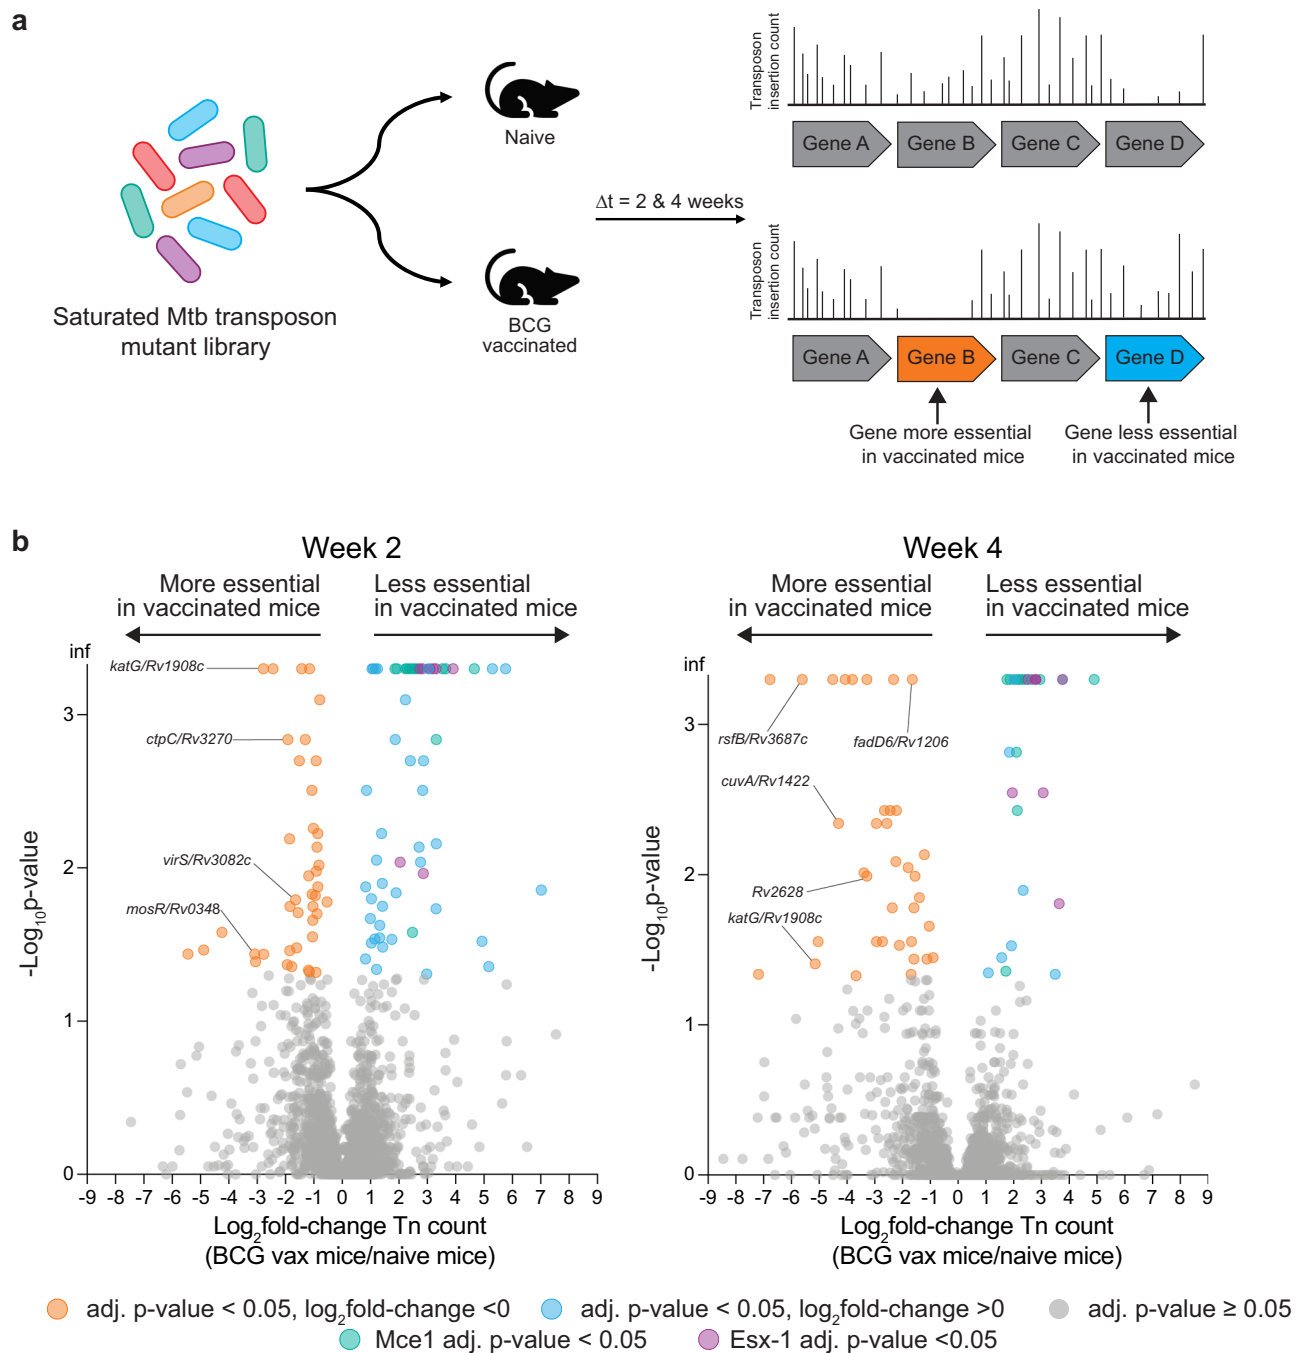 a
Naive
BCG
vaccinated
Saturated Mtb transposon
mutant library
Δt = 2 & 4 weeks
Transposon
insertion count
Gene A
Gene B
Gene C
Gene D
Transposon
insertion count
Gene A
Gene B
Gene C
Gene D
Gene more essential
in vaccinated mice
Gene less essential
in vaccinated mice
b
Week 2
More essential
in vaccinated mice
Less essential
in vaccinated mice
inf
3
2
1
0
-Log10p-value
katG/Rv1908c
ctpC/Rv3270
virS/Rv3082c
mosR/Rv0348
-9 -8 -7 -6 -5 -4 -3 -2 -1 0 1 2 3 4 5 6 7 8 9
Log2fold-change Tn count
(BCG vax mice/naive mice)
Week 4
More essential
in vaccinated mice
Less essential
in vaccinated mice
inf
3
2
1
0
-Log10p-value
rsfB/Rv3687c
fadD6/Rv1206
cuvA/Rv1422
Rv2628
katG/Rv1908c
-9 -8 -7 -6 -5 -4 -3 -2 -1 0 1 2 3 4 5 6 7 8 9
Log2fold-change Tn count
(BCG vax mice/naive mice)
adj. p-value < 0.05, log2fold-change <0
adj. p-value < 0.05, log2fold-change >0
adj. p-value ≥ 0.05
Mce1 adj. p-value < 0.05
Esx-1 adj. p-value <0.05